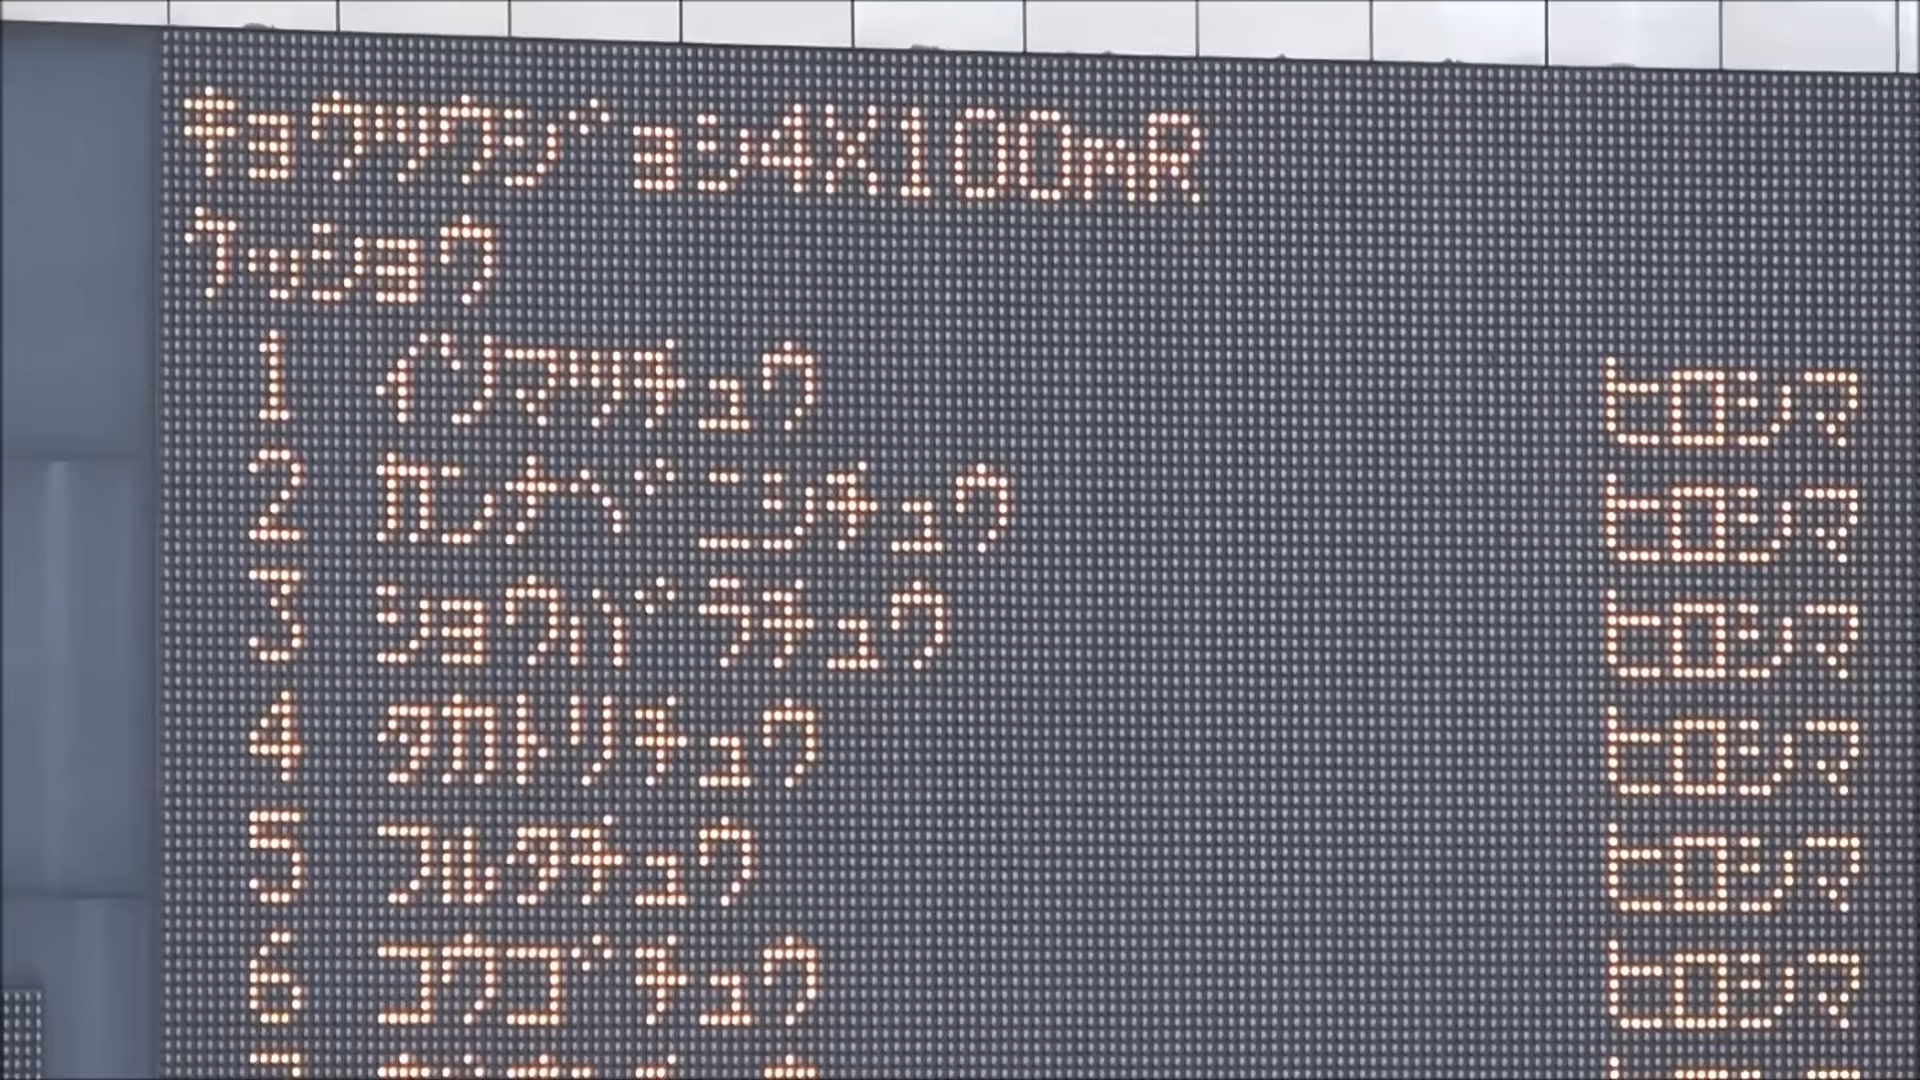 キョウツウジョシ4X100mR
ケッショウ
1 イソマツチュウ ヒロシマ
2 カンナベニシチュウ ヒロシマ
3 ショウバラチュウ ヒロシマ
4 タカトリチュウ ヒロシマ
5 フルタチュウ ヒロシマ
6 コウゴチュウ ヒロシマ